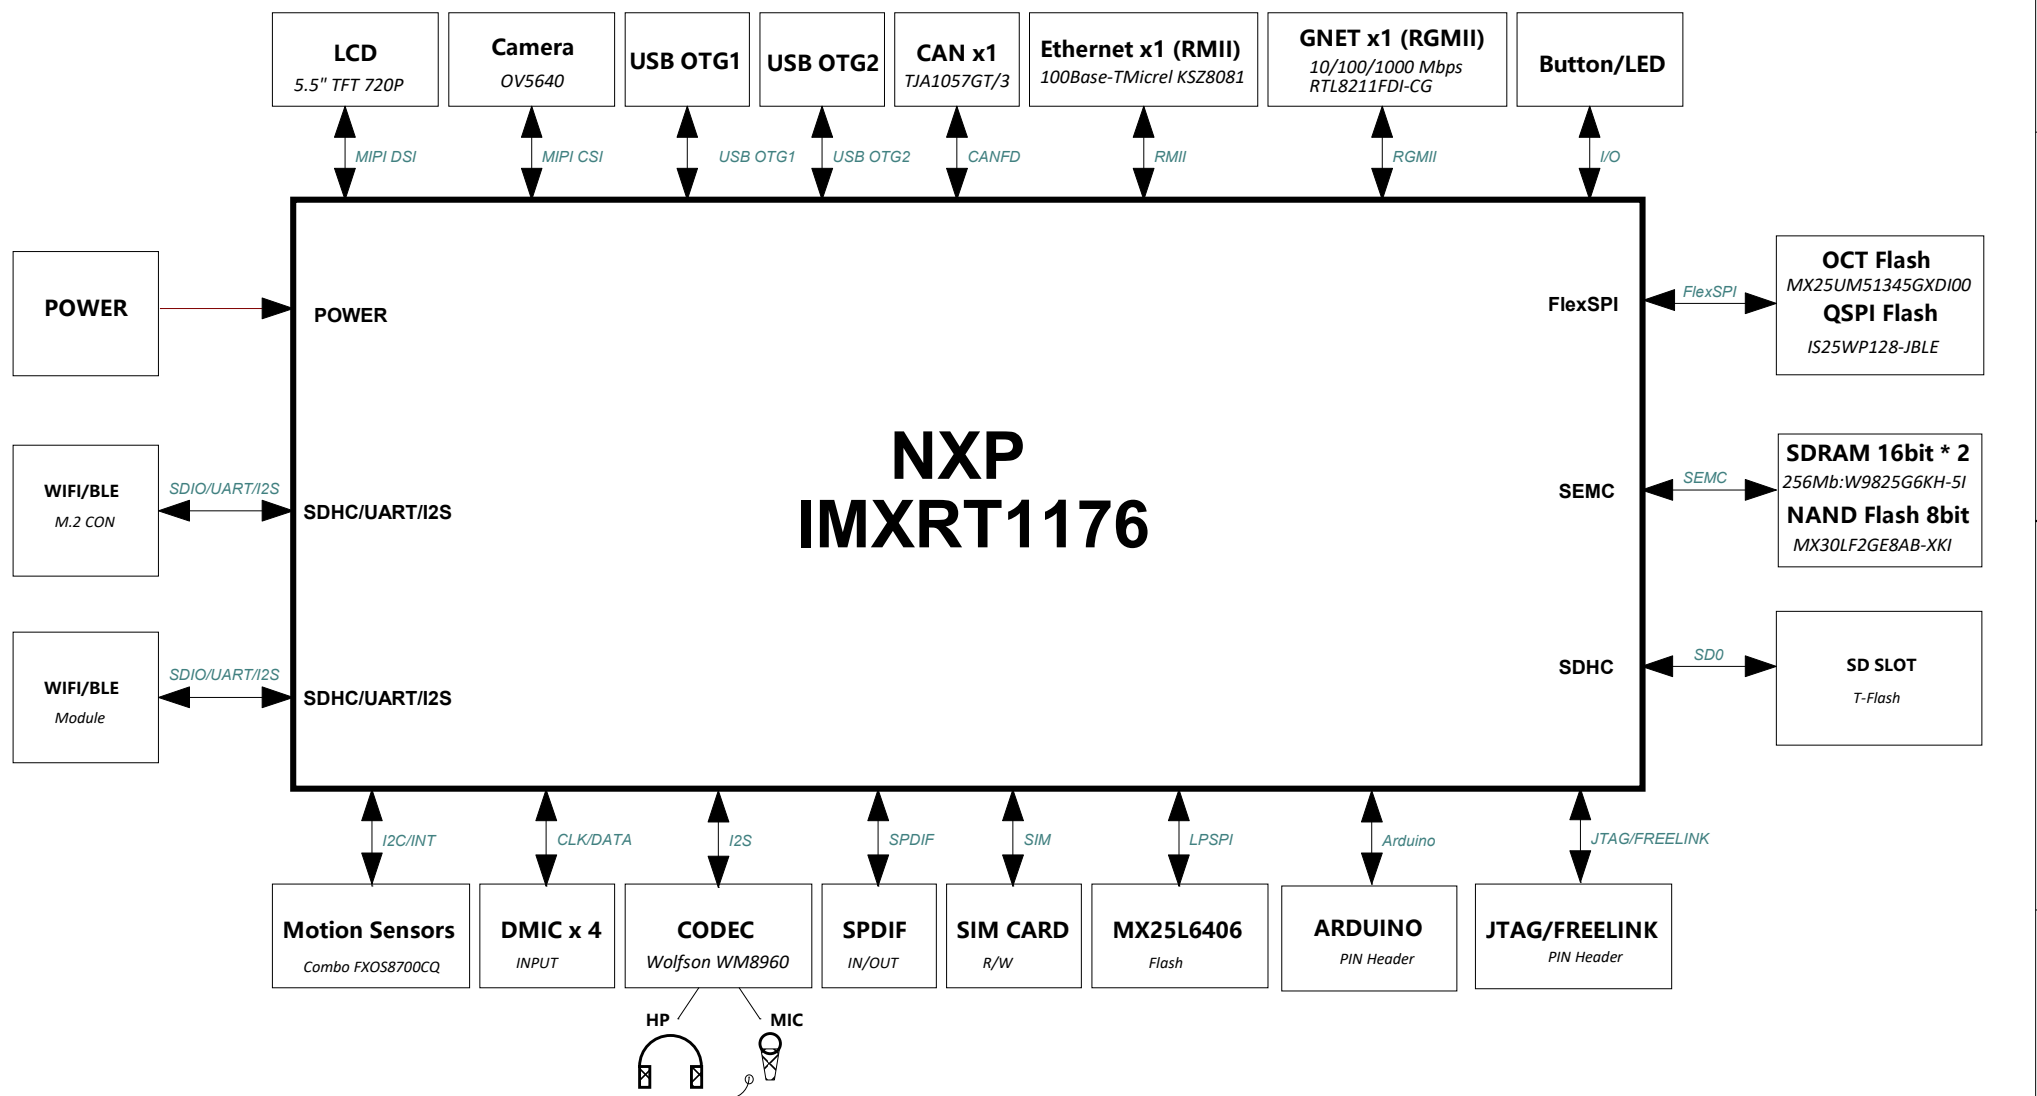 LCD
5.5" TFT 720P
Camera
OV5640
USB OTG1
USB OTG2
CAN x1
TJA1057GT/3
Ethernet x1 (RMII)
100Base-TMicrel KSZ8081
GNET x1 (RGMII)
10/100/1000 Mbps
RTL8211FDI-CG
Button/LED
MIPI DSI
MIPI CSI
USB OTG1
USB OTG2
CANFD
RMII
RGMII
I/O
POWER
POWER
WIFI/BLE
M.2 CON
SDIO/UART/I2S
SDHC/UART/I2S
WIFI/BLE
Module
SDIO/UART/I2S
SDHC/UART/I2S
NXP
IMXRT1176
FlexSPI
FlexSPI
OCT Flash
MX25UM51345GXDI00
QSPI Flash
IS25WP128-JBLE
SEMC
SEMC
SDRAM 16bit * 2
256Mb:W9825G6KH-5I
NAND Flash 8bit
MX30LF2GE8AB-XKI
SDHC
SD0
SD SLOT
T-Flash
I2C/INT
CLK/DATA
I2S
SPDIF
SIM
LPSPI
Arduino
JTAG/FREELINK
Motion Sensors
Combo FXOS8700CQ
DMIC x 4
INPUT
CODEC
Wolfson WM8960
SPDIF
IN/OUT
SIM CARD
R/W
MX25L6406
Flash
ARDUINO
PIN Header
JTAG/FREELINK
PIN Header
HP
MIC